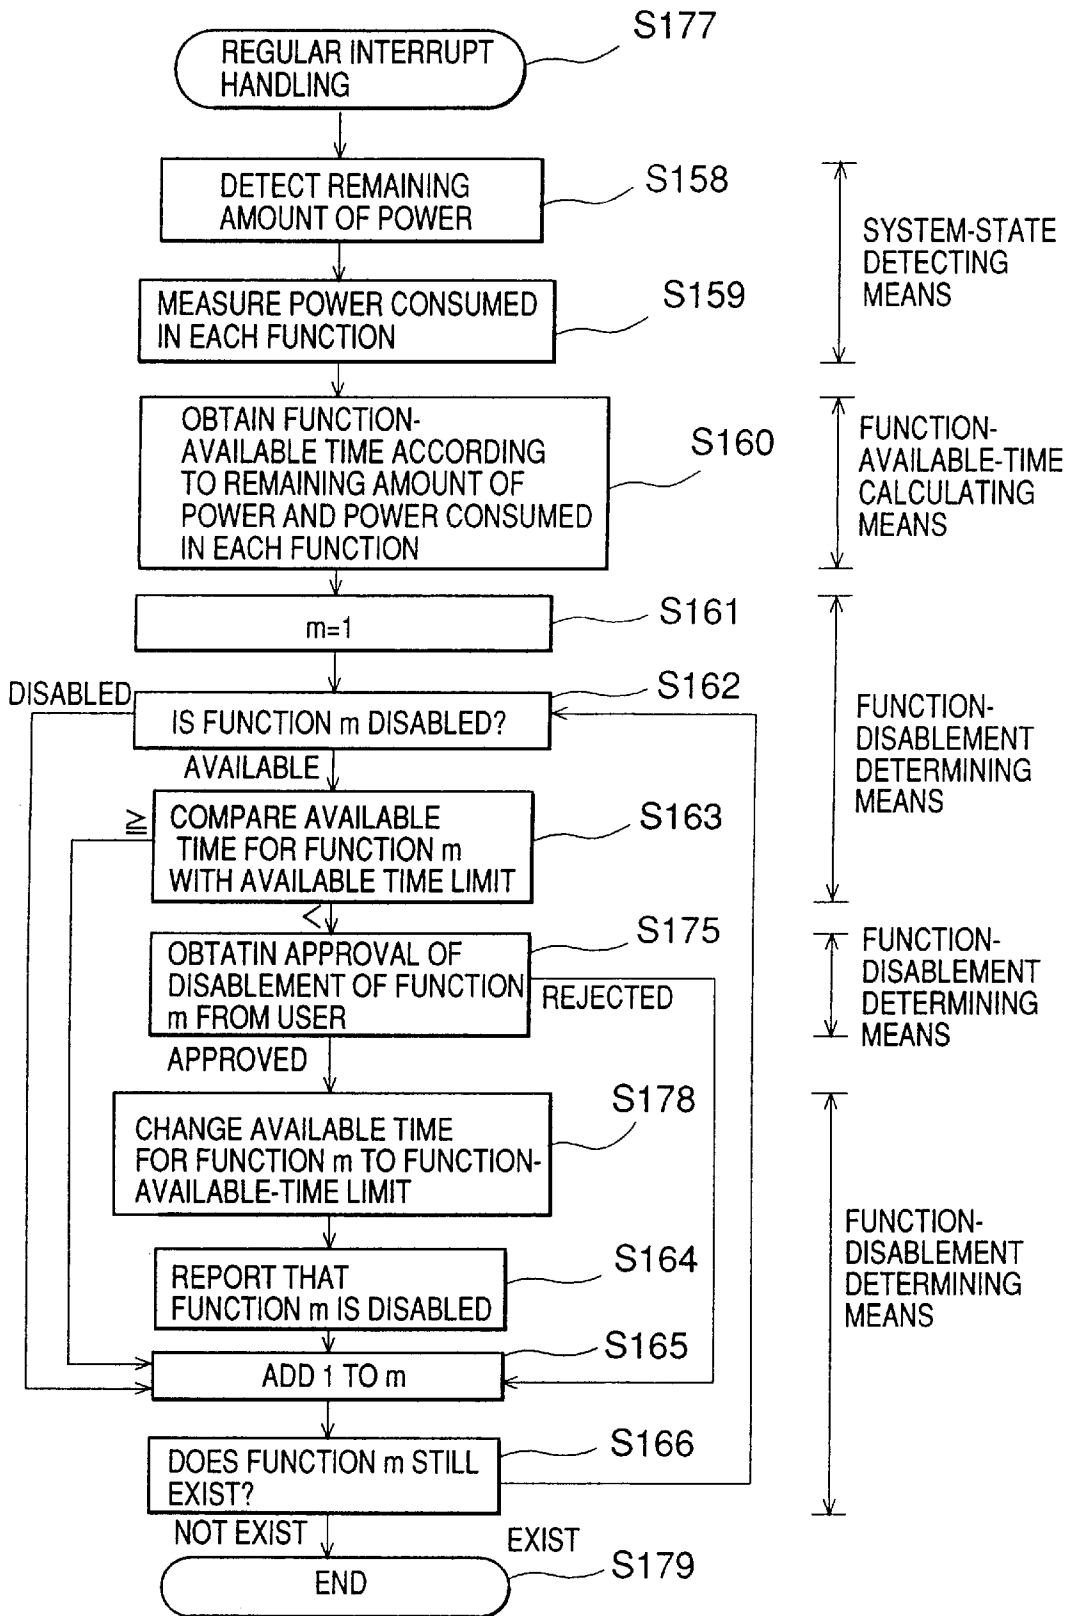 S177
REGULAR INTERRUPT
HANDLING
S158
DETECT REMAINING
AMOUNT OF POWER
SYSTEM-STATE
DETECTING
MEANS
S159
MEASURE POWER CONSUMED
IN EACH FUNCTION
OBTAIN FUNCTION-
AVAILABLE TIME ACCORDING
TO REMAINING AMOUNT OF
POWER AND POWER CONSUMED
IN EACH FUNCTION
S160
FUNCTION-
AVAILABLE-TIME
CALCULATING
MEANS
S161
m=1
DISABLED
S162
IS FUNCTION m DISABLED?
AVAILABLE
FUNCTION-
DISABLEMENT
DETERMINING
MEANS
≧
COMPARE AVAILABLE
TIME FOR FUNCTION m
WITH AVAILABLE TIME LIMIT
S163
<
S175
OBTATIN APPROVAL OF
DISABLEMENT OF FUNCTION
m FROM USER
REJECTED
APPROVED
FUNCTION-
DISABLEMENT
DETERMINING
MEANS
S178
CHANGE AVAILABLE TIME
FOR FUNCTION m TO FUNCTION-
AVAILABLE-TIME LIMIT
FUNCTION-
DISABLEMENT
DETERMINING
MEANS
S164
REPORT THAT
FUNCTION m IS DISABLED
S165
ADD 1 TO m
S166
DOES FUNCTION m STILL
EXIST?
NOT EXIST
EXIST
S179
END